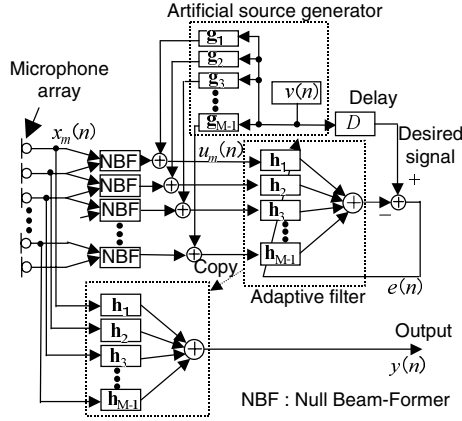 Artificial source generator
g1
g2
g3
gM-1
v(n)
Delay
D
Desired
signal
Microphone
array
xm(n)
um(n)
NBF
NBF
NBF
NBF
h1
h2
h3
hM-1
+
−
e(n)
Copy
Adaptive filter
h1
h2
h3
hM-1
Output
y(n)
NBF : Null Beam-Former